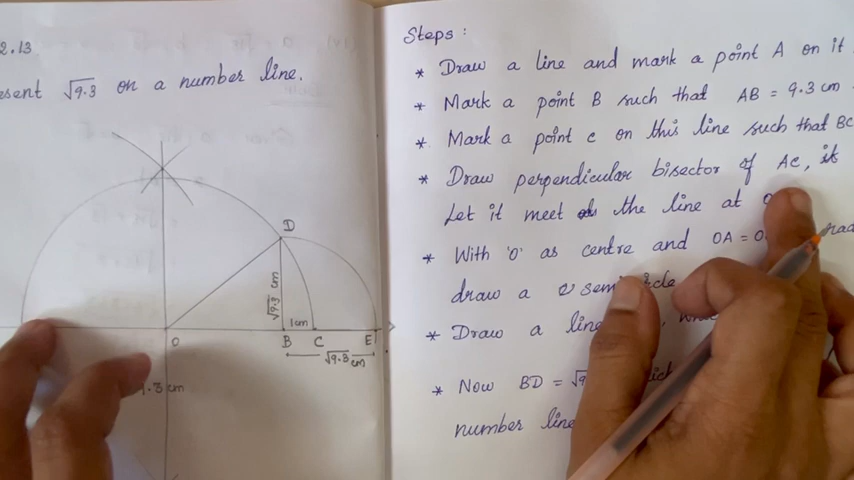 2.13
√9.3 on a number line.
D
√9.3 cm
1cm
O B C E
√9.3 cm
.3 cm
Steps :
* Draw a line and mark a point A on it
* Mark a point B such that AB = 9.3 cm
* Mark a point c on this line such that BC
* Draw perpendicular bisector of AC, it
Let it meet the line at
* With 'O' as centre and OA =
draw a semi
* Draw a line
* Now BD =
number line